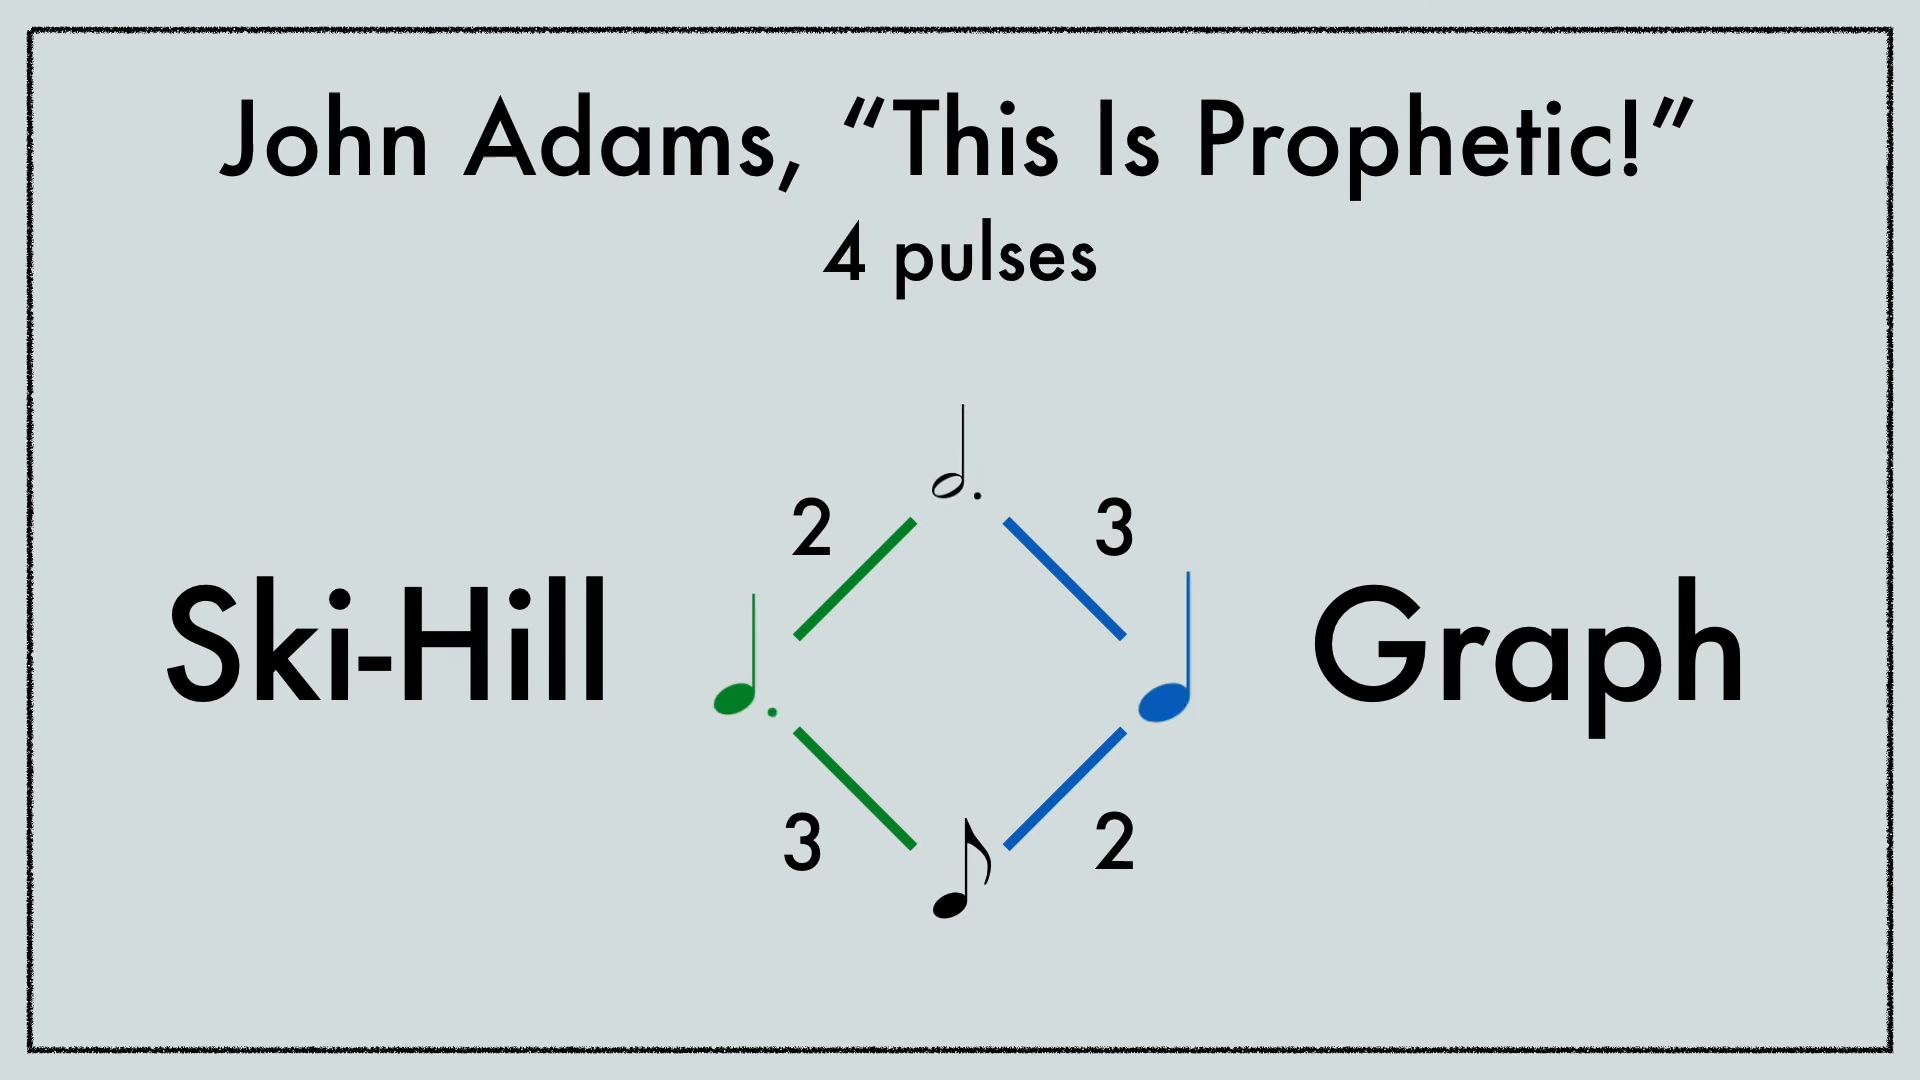 John Adams, “This Is Prophetic!”
4 pulses
2 3
Ski-Hill Graph
3 2